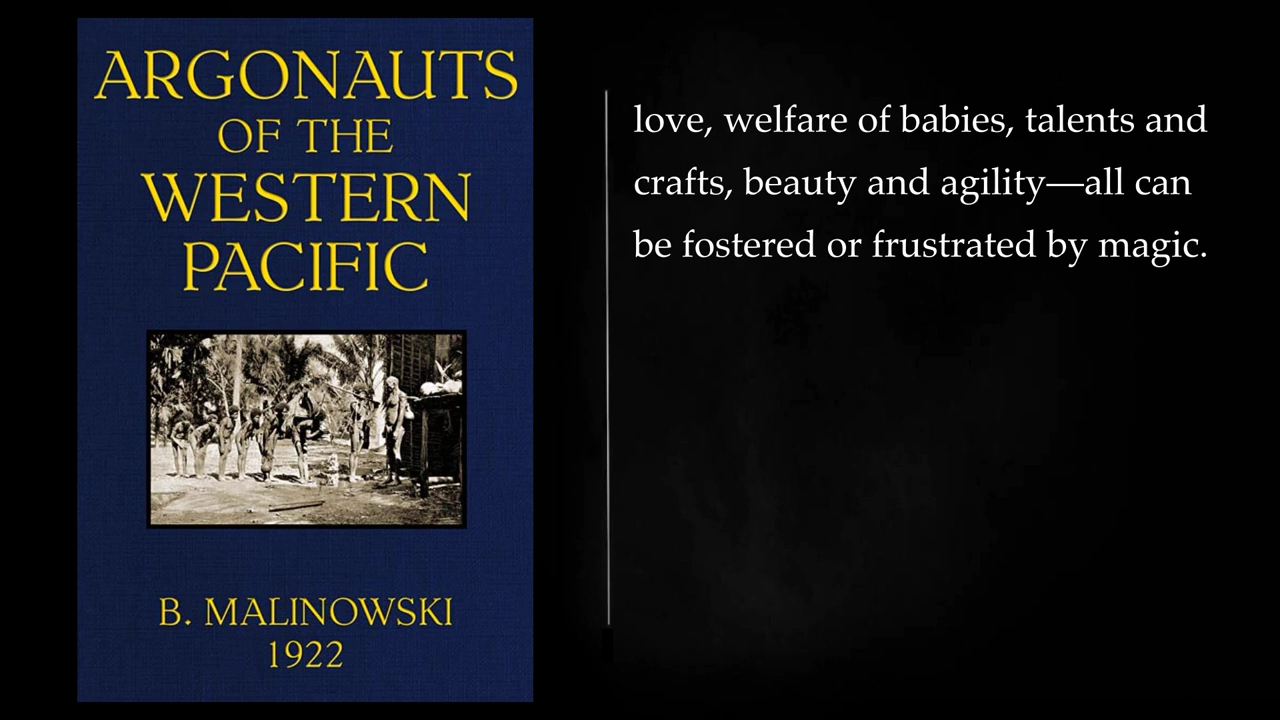 ARGONAUTS
OF THE
WESTERN
PACIFIC
B. MALINOWSKI
1922
love, welfare of babies, talents and
crafts, beauty and agility—all can
be fostered or frustrated by magic.